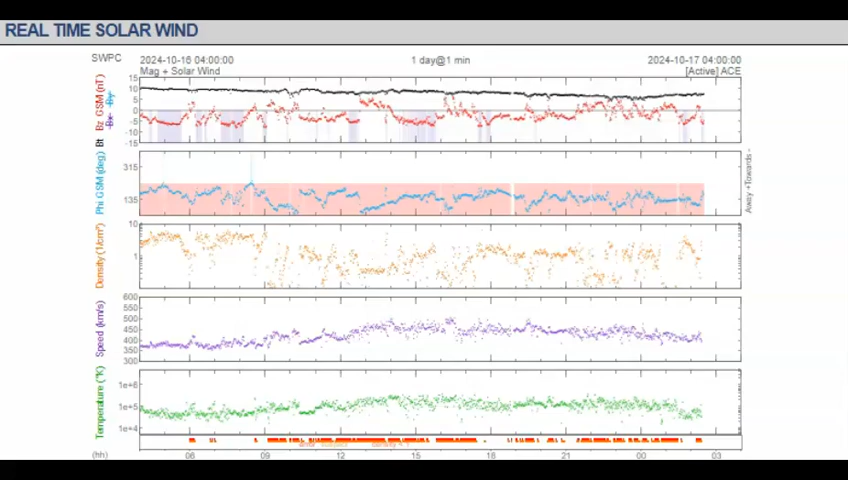 REAL TIME SOLAR WIND
SWPC 2024-10-16 04:00:00 1 day@1 min 2024-10-17 04:00:00
Mag + Solar Wind [Active] ACE
Bt Bz GSM (nT)
Bx By
15
10
5
0
-5
-10
-15
Phi GSM (deg)
315
135
Away + Towards -
Density (1/cm³)
10
1
Speed (km/s)
600
550
500
450
400
350
300
Temperature (°K)
1e+6
1e+5
1e+4
(hh) 06 09 12 15 18 21 00 03